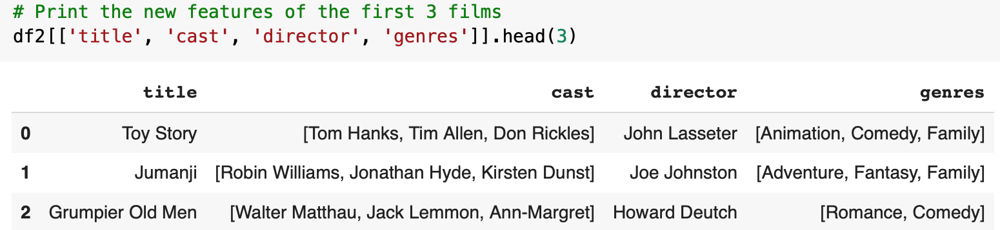 # Print the new features of the first 3 films
df2[['title', 'cast', 'director', 'genres']].head(3)
title cast director genres
0 Toy Story [Tom Hanks, Tim Allen, Don Rickles] John Lasseter [Animation, Comedy, Family]
1 Jumanji [Robin Williams, Jonathan Hyde, Kirsten Dunst] Joe Johnston [Adventure, Fantasy, Family]
2 Grumpier Old Men [Walter Matthau, Jack Lemmon, Ann-Margret] Howard Deutch [Romance, Comedy]